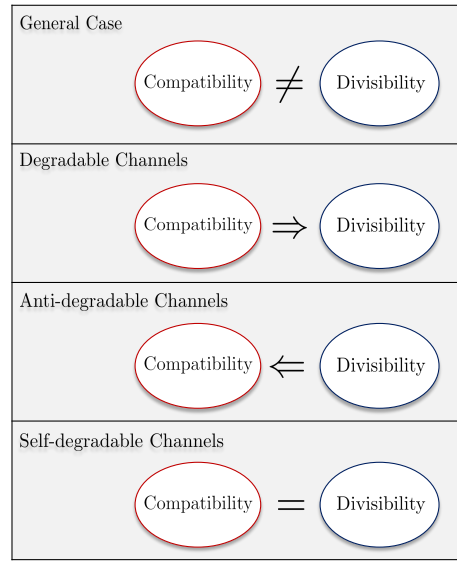 General Case
Compatibility ≠ Divisibility
Degradable Channels
Compatibility ⇒ Divisibility
Anti-degradable Channels
Compatibility ⇐ Divisibility
Self-degradable Channels
Compatibility = Divisibility